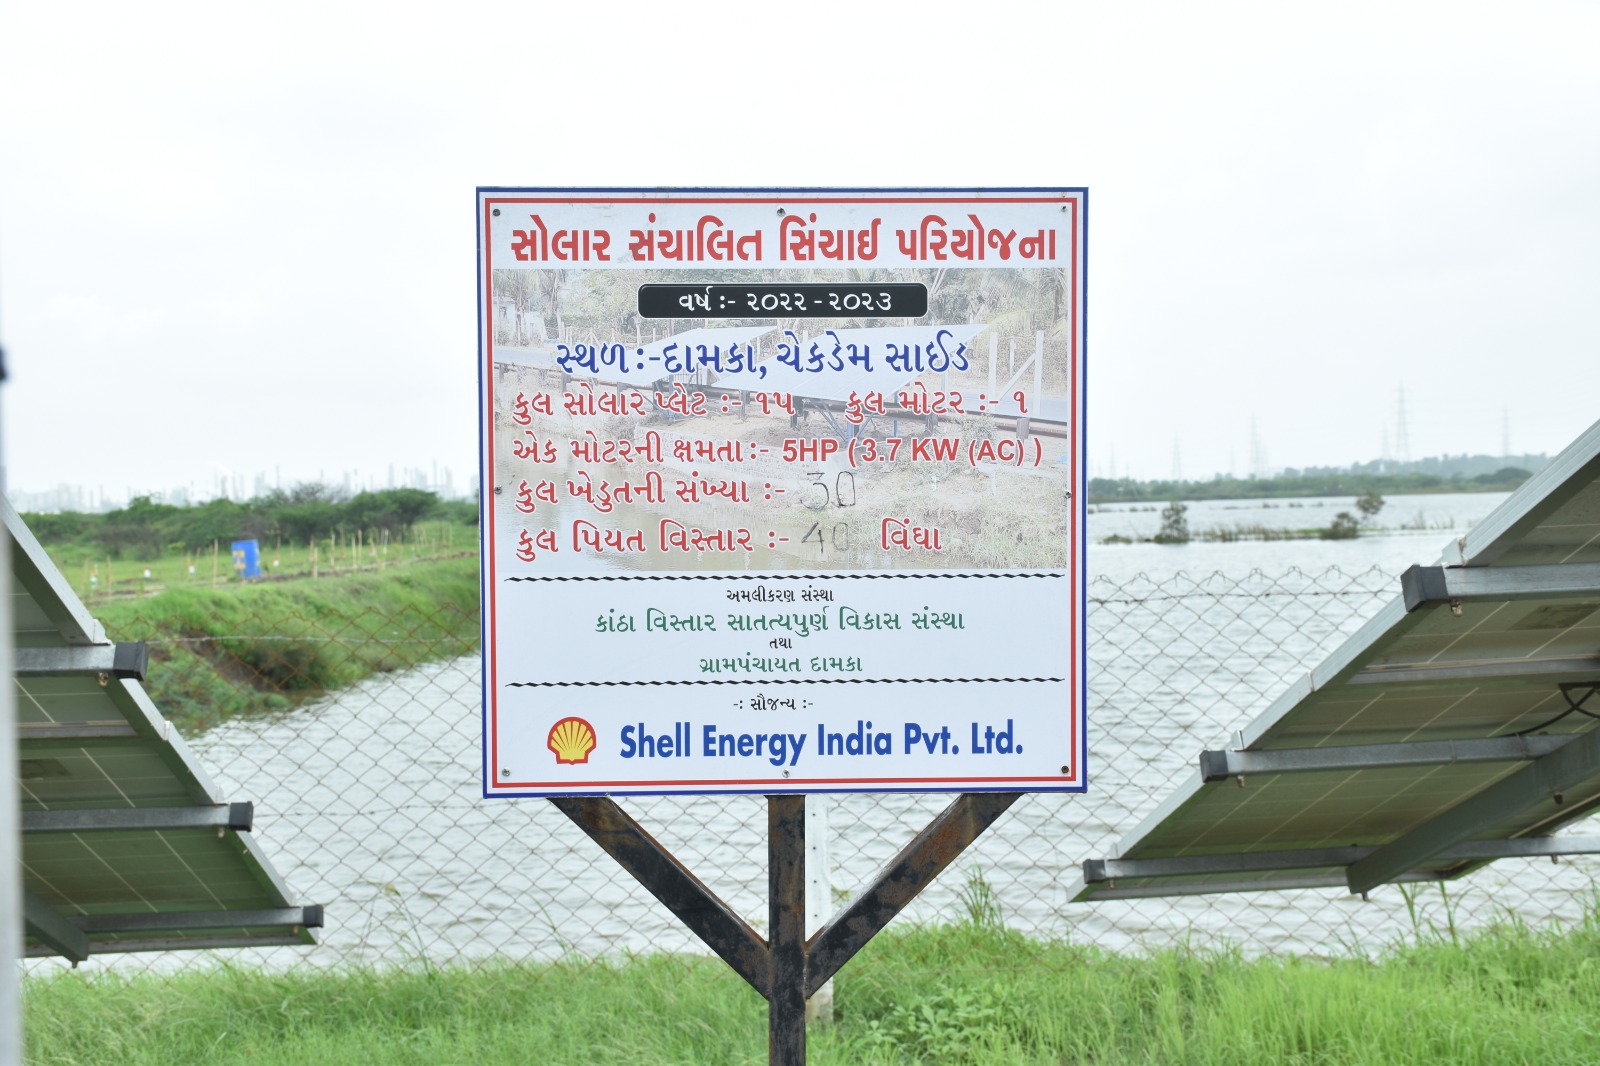 સોલાર સંચાલિત સિંચાઈ પરિયોજના
વર્ષ :- ૨૦૨૨ - ૨૦૨૩
સ્થળ :- દામકા, ચેકડેમ સાઈડ
કુલ સોલાર પ્લેટ :- ૧૫ કુલ મોટર :- ૧
એક મોટરની ક્ષમતા :- 5HP ( 3.7 KW (AC) )
કુલ ખેડુતની સંખ્યા :- 30
કુલ પિયત વિસ્તાર :- 40 વિંઘા
અમલીકરણ સંસ્થા
કાંઠા વિસ્તાર સાતત્યપુર્ણ વિકાસ સંસ્થા
તથા
ગ્રામપંચાયત દામકા
-: સૌજન્ય :-
Shell Energy India Pvt. Ltd.